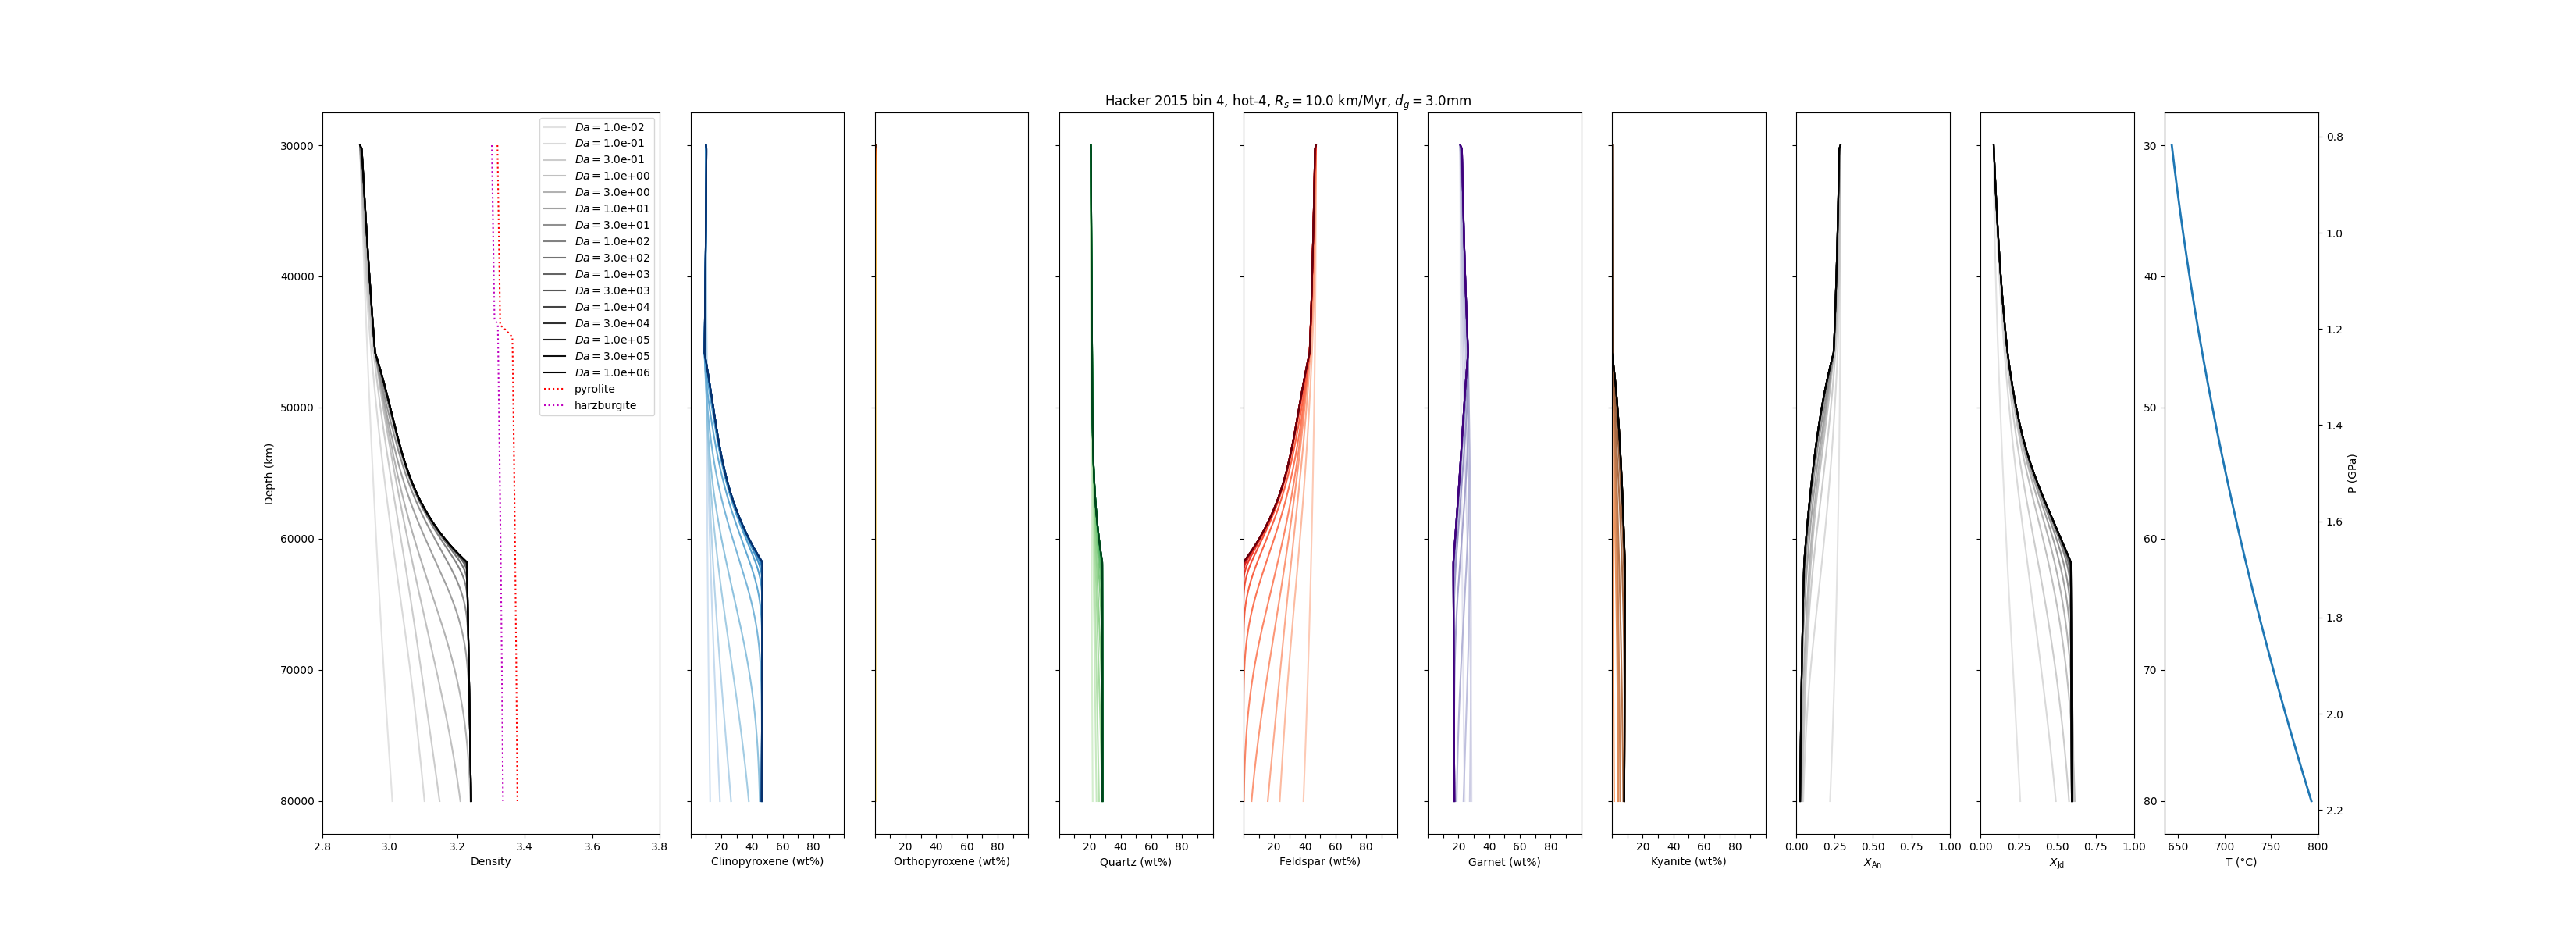 Hacker 2015 bin 4, hot-4, Rs = 10.0 km/Myr, dg = 3.0mm
Da = 1.0e-02
Da = 1.0e-01
Da = 3.0e-01
Da = 1.0e+00
Da = 3.0e+00
Da = 1.0e+01
Da = 3.0e+01
Da = 1.0e+02
Da = 3.0e+02
Da = 1.0e+03
Da = 3.0e+03
Da = 1.0e+04
Da = 3.0e+04
Da = 1.0e+05
Da = 3.0e+05
Da = 1.0e+06
pyrolite
harzburgite
Depth (km)
30000
40000
50000
60000
70000
80000
2.8 3.0 3.2 3.4 3.6 3.8
Density
20 40 60 80
Clinopyroxene (wt%)
20 40 60 80
Orthopyroxene (wt%)
20 40 60 80
Quartz (wt%)
20 40 60 80
Feldspar (wt%)
20 40 60 80
Garnet (wt%)
20 40 60 80
Kyanite (wt%)
0.00 0.25 0.50 0.75 1.00
XAn
0.00 0.25 0.50 0.75 1.00
XJd
30
40
50
60
70
80
650 700 750 800
T (°C)
0.8
1.0
1.2
1.4
1.6
1.8
2.0
2.2
P (GPa)